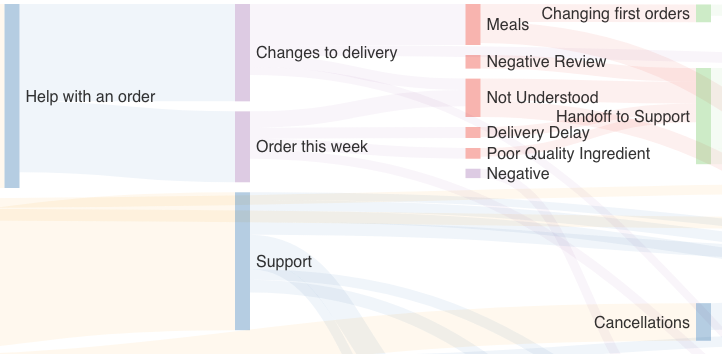 Changing first orders
Meals
Changes to delivery
Negative Review
Help with an order
Not Understood
Handoff to Support
Delivery Delay
Order this week
Poor Quality Ingredient
Negative
Support
Cancellations